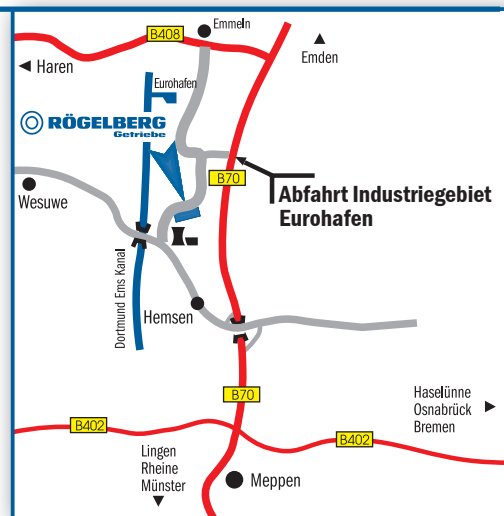 Emmeln
B408
Emden
Haren
Eurohafen
RÖGELBERG
Getriebe
B70
Abfahrt Industriegebiet
Eurohafen
Wesuwe
Dortmund Ems Kanal
Hemsen
B70
Haselünne
Osnabrück
Bremen
B402
B402
Lingen
Rheine
Münster
Meppen